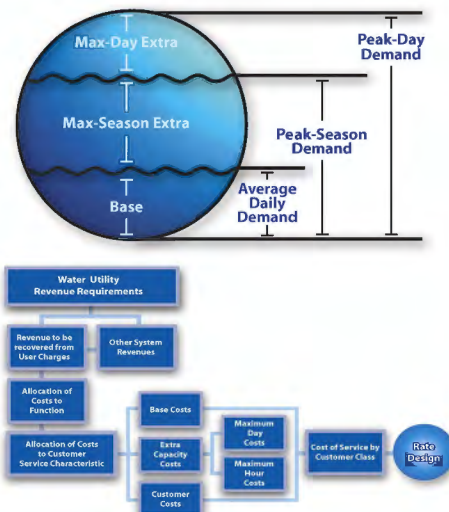 Max-Day Extra
Peak-Day
Demand
Max-Season Extra
Peak-Season
Demand
Base
Average
Daily
Demand
Water Utility
Revenue Requirements
Revenue to be
recovered from
User Charges
Other System
Revenues
Allocation of
Costs to
Function
Allocation of Costs
to Customer
Service Characteristic
Base Costs
Extra
Capacity
Costs
Customer
Costs
Maximum
Day
Costs
Maximum
Hour
Costs
Cost of Service by
Customer Class
Rate
Design